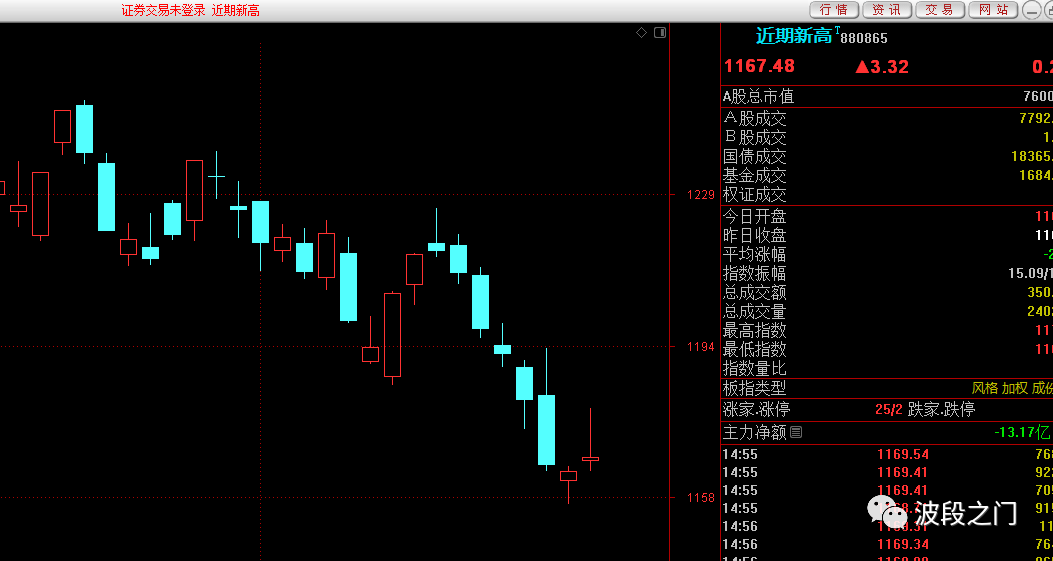 证券交易未登录 近期新高 行情 资讯 交易 网站
近期新高 T 880865
1167.48 ▲3.32 0.2
A股总市值 7600
1229
1194
1158
Ａ股成交 7792.
Ｂ股成交 1.
国债成交 18365.
基金成交 1684.
权证成交
今日开盘 11
昨日收盘 11
平均涨幅 -2
指数振幅 15.09/1
总成交额 350.
总成交量 240
最高指数 11
最低指数 11
指数量比
板指类型 风格 加权 成份
涨家.涨停 25/2 跌家.跌停
主力净额 -13.17亿
14:55 1169.54 76
14:55 1169.41 92
14:55 1169.41 70
14:55 91
14:56 11
14:56 1169.34 76
波段之门